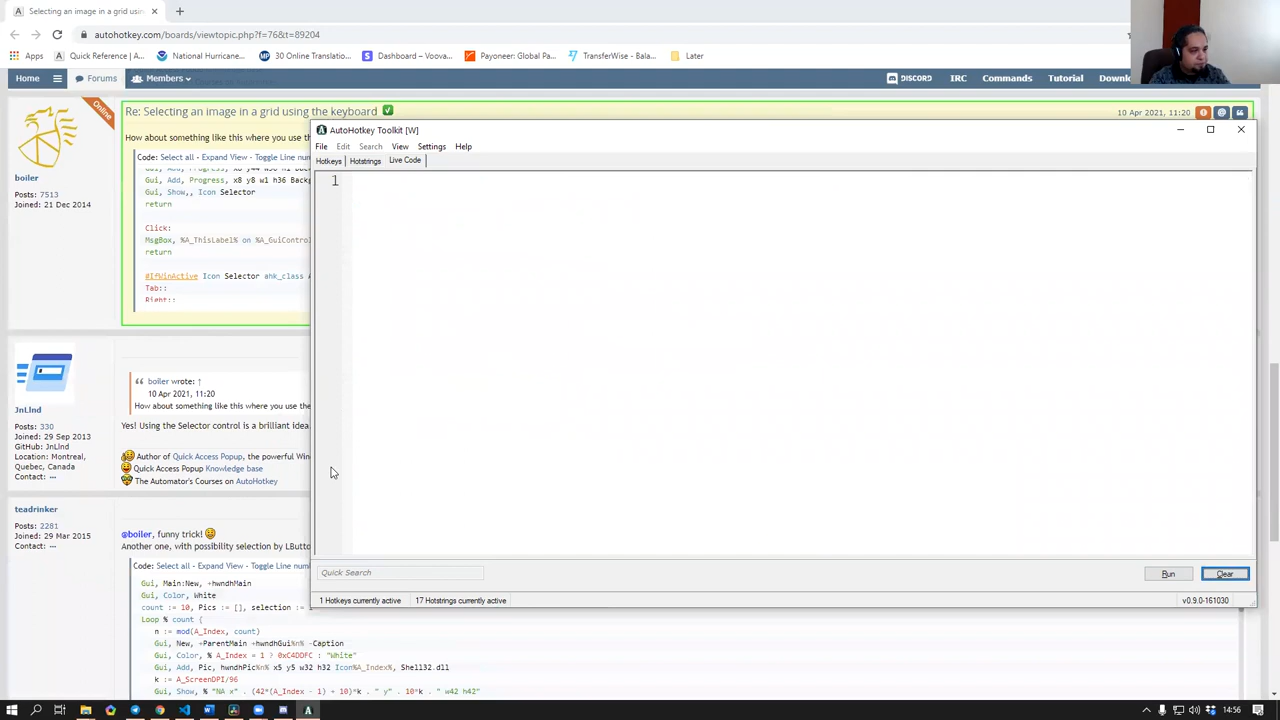 Selecting an image in a grid usin
autohotkey.com/boards/viewtopic.php?f=76&t=89204
Apps
Quick Reference | A...
National Hurricane...
30 Online Translatio...
Dashboard – Voova...
Payoneer: Global Pa...
TransferWise - Bala...
Later
Home
Forums
Members
DISCORD
IRC
Commands
Tutorial
Downl
Online
boiler
Posts: 7513
Joined: 21 Dec 2014
Re: Selecting an image in a grid using the keyboard
10 Apr 2021, 11:20
How about something like this where you use th
Code: Select all - Expand View - Toggle Line num
Gui, Add, Progress, x8 y8 w1 h36 Backg
Gui, Show,, Icon Selector
return
Click:
MsgBox, %A_ThisLabel% on %A_GuiControl
return
#IfWinActive Icon Selector ahk_class A
Tab::
Right::
JnLlnd
Posts: 330
Joined: 29 Sep 2013
GitHub: JnLlnd
Location: Montreal,
Quebec, Canada
Contact:
boiler wrote: ↑
10 Apr 2021, 11:20
How about something like this where you use the
Yes! Using the Selector control is a brilliant idea
Author of Quick Access Popup, the powerful Win
Quick Access Popup Knowledge base
The Automator's Courses on AutoHotkey
teadrinker
Posts: 2281
Joined: 29 Mar 2015
Contact:
@boiler, funny trick!
Another one, with possibility selection by LButto
Code: Select all - Expand View - Toggle Line num
Gui, Main:New, +hwndhMain
Gui, Color, White
count := 10, Pics := [], selection := 1
Loop % count {
n := mod(A_Index, count)
Gui, New, +ParentMain +hwndhGui%n% -Caption
Gui, Color, % A_Index = 1 ? 0xC4DDFC : "White"
Gui, Add, Pic, hwndhPic%n% x5 y5 w32 h32 Icon%A_Index%, Shell32.dll
k := A_ScreenDPI/96
Gui, Show, % "NA x" . (42*(A_Index - 1) + 10)*k . " y" . 10*k . " w42 h42"
AutoHotkey Toolkit [W]
File
Edit
Search
View
Settings
Help
Hotkeys
Hotstrings
Live Code
1
Quick Search
Run
Clear
1 Hotkeys currently active
17 Hotstrings currently active
v0.9.0-161030
14:56